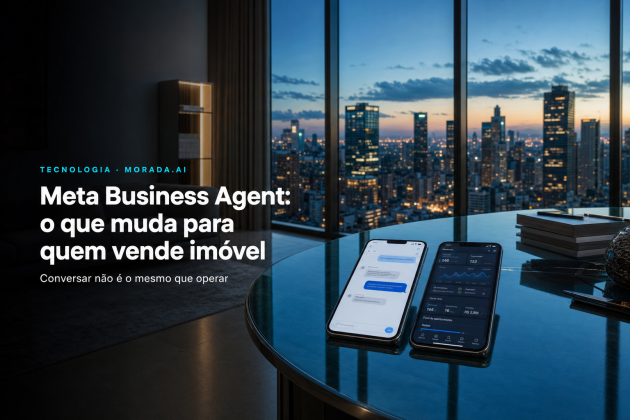 TECNOLOGIA · MORADA.AI
Meta Business Agent:
o que muda para
quem vende imóvel
Conversar não é o mesmo que operar